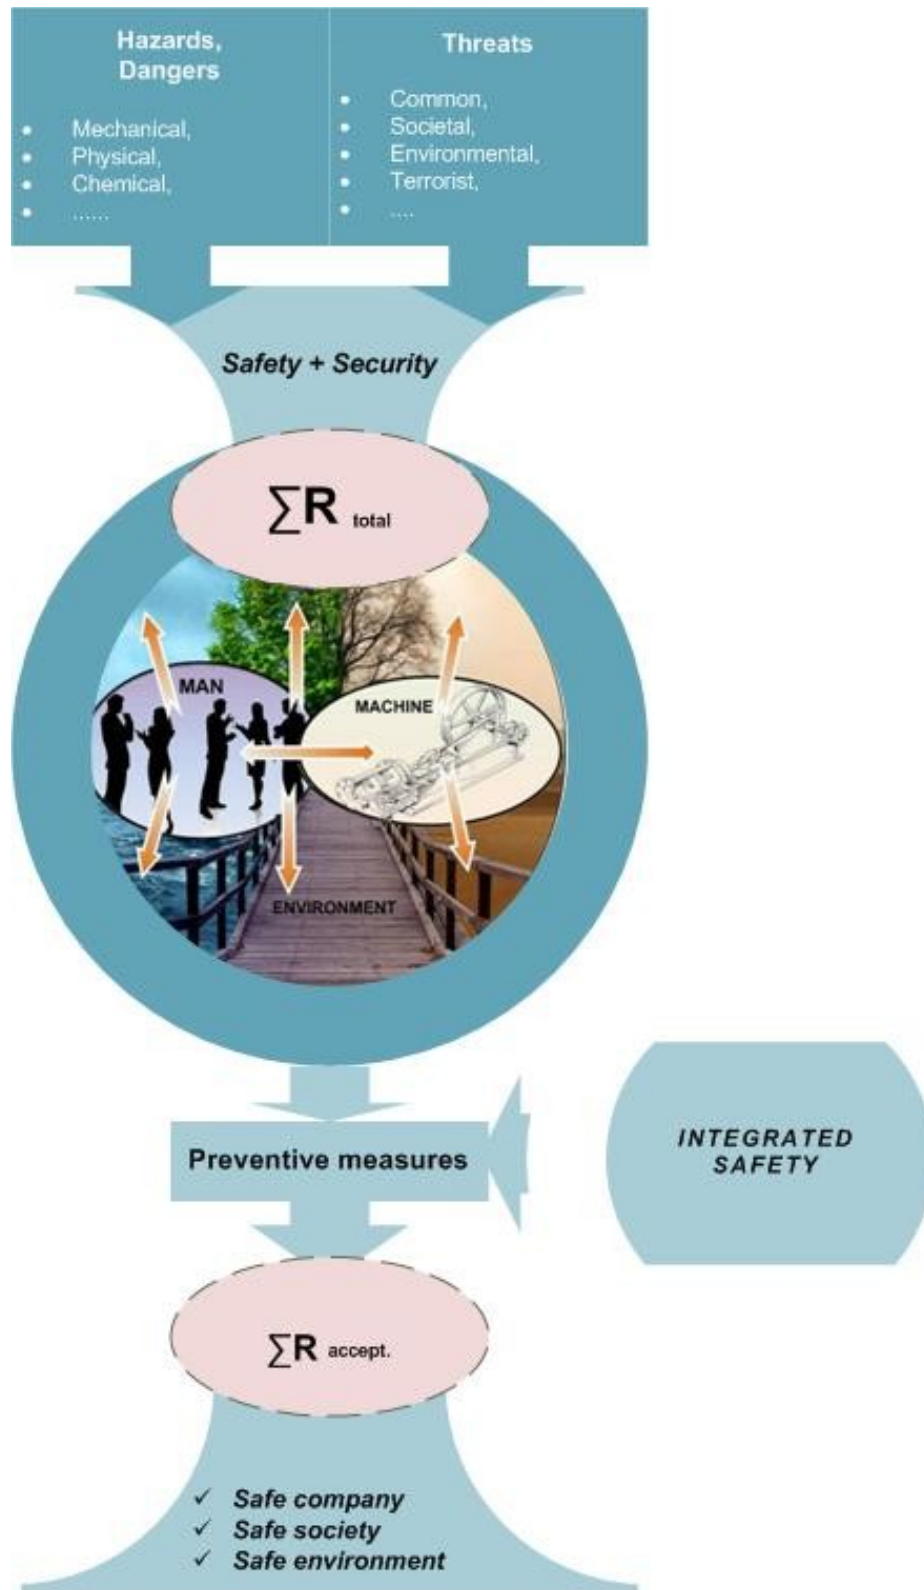 Hazards,
Dangers
• Mechanical,
• Physical,
• Chemical,
• ......
Threats
• Common,
• Societal,
• Environmental,
• Terrorist,
• ....
Safety + Security
∑R total
MAN
MACHINE
ENVIRONMENT
Preventive measures
INTEGRATED
SAFETY
∑R accept.
✓ Safe company
✓ Safe society
✓ Safe environment